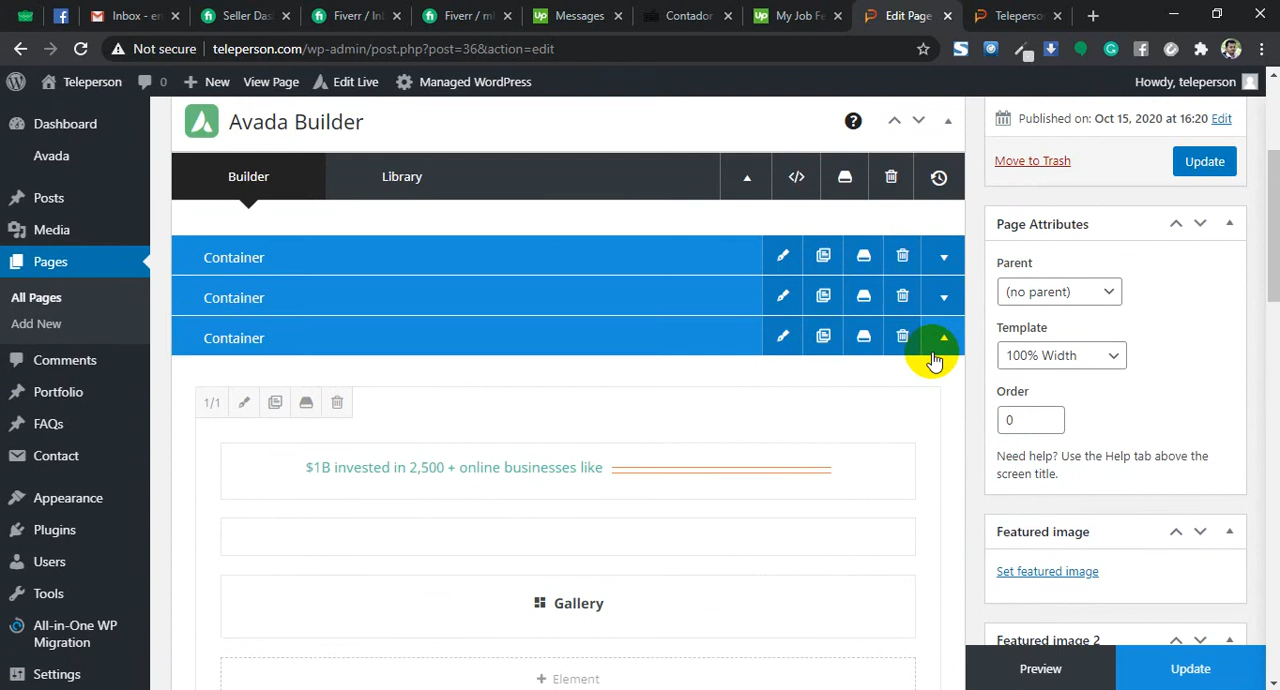 Inbox - en
Seller Das
Fiverr / Inl
Fiverr / ml
Messages
Contador
My Job Fe
Edit Page
Teleperson
Not secure
teleperson.com/wp-admin/post.php?post=36&action=edit
Teleperson
0
New
View Page
Edit Live
Managed WordPress
Howdy, teleperson
Dashboard
Avada
Posts
Media
Pages
All Pages
Add New
Comments
Portfolio
FAQs
Contact
Appearance
Plugins
Users
Tools
All-in-One WP
Migration
Settings
Avada Builder
Builder
Library
Container
Container
Container
1/1
$1B invested in 2,500 + online businesses like
Gallery
+ Element
Published on: Oct 15, 2020 at 16:20 Edit
Move to Trash
Update
Page Attributes
Parent
(no parent)
Template
100% Width
Order
0
Need help? Use the Help tab above the
screen title.
Featured image
Set featured image
Featured image 2
Preview
Update